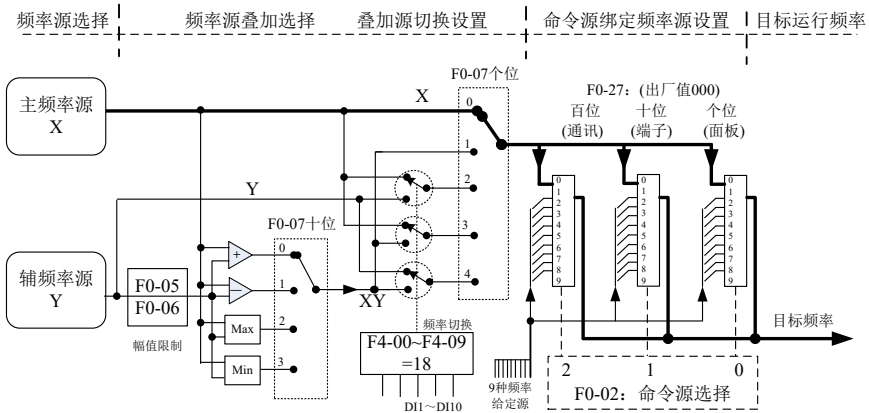 频率源选择
频率源叠加选择
叠加源切换设置
命令源绑定频率源设置
目标运行频率
F0-07个位
F0-27：(出厂值000)
百位
(通讯)
十位
(端子)
个位
(面板)
主频率源
X
X
0
1
2
3
4
Y
F0-07十位
0
1
2
3
辅频率源
Y
F0-05
F0-06
幅值限制
+
—
Max
Min
XY
频率切换
F4-00~F4-09
=18
DI1～DI10
0
1
2
3
4
5
6
7
8
9
0
1
2
3
4
5
6
7
8
9
0
1
2
3
4
5
6
7
8
9
目标频率
9种频率
给定源
2
1
0
F0-02：命令源选择